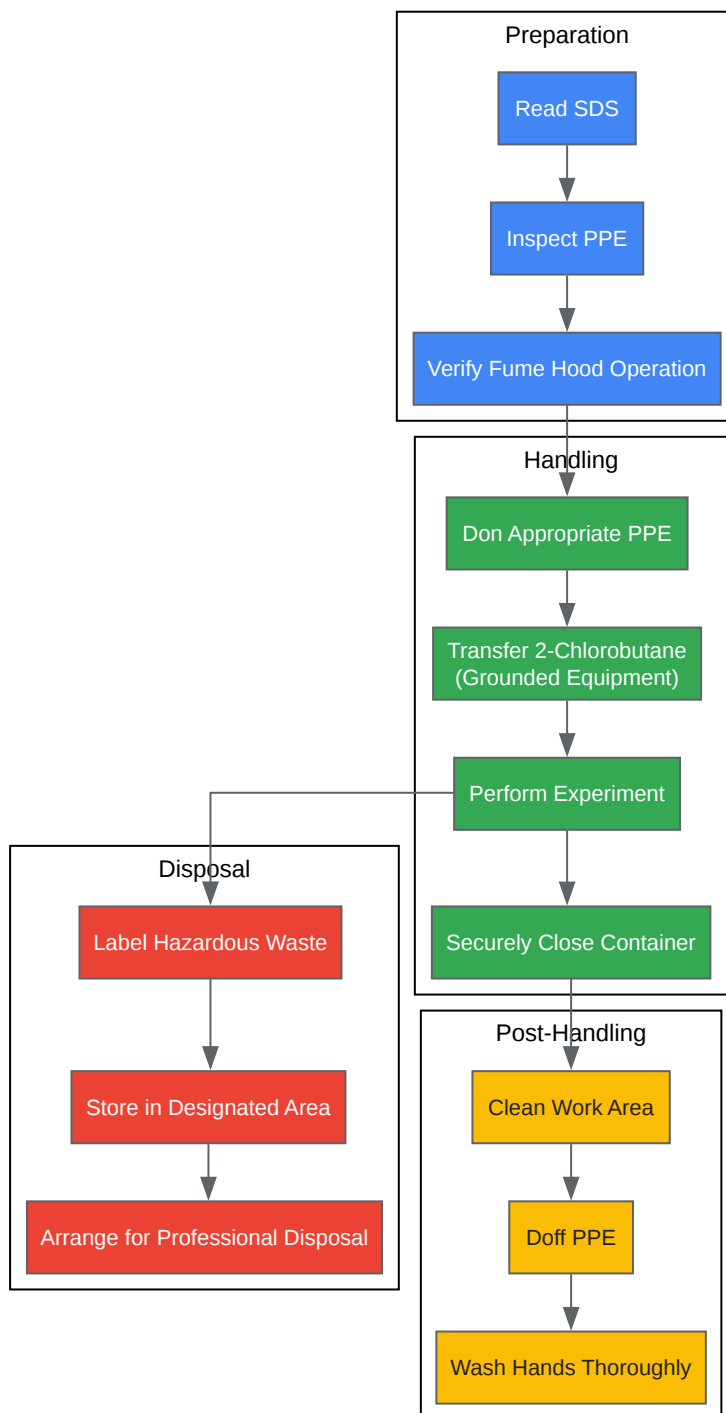 Preparation
Read SDS
Inspect PPE
Verify Fume Hood Operation
Handling
Don Appropriate PPE
Transfer 2-Chlorobutane
(Grounded Equipment)
Perform Experiment
Securely Close Container
Disposal
Label Hazardous Waste
Store in Designated Area
Arrange for Professional Disposal
Post-Handling
Clean Work Area
Doff PPE
Wash Hands Thoroughly